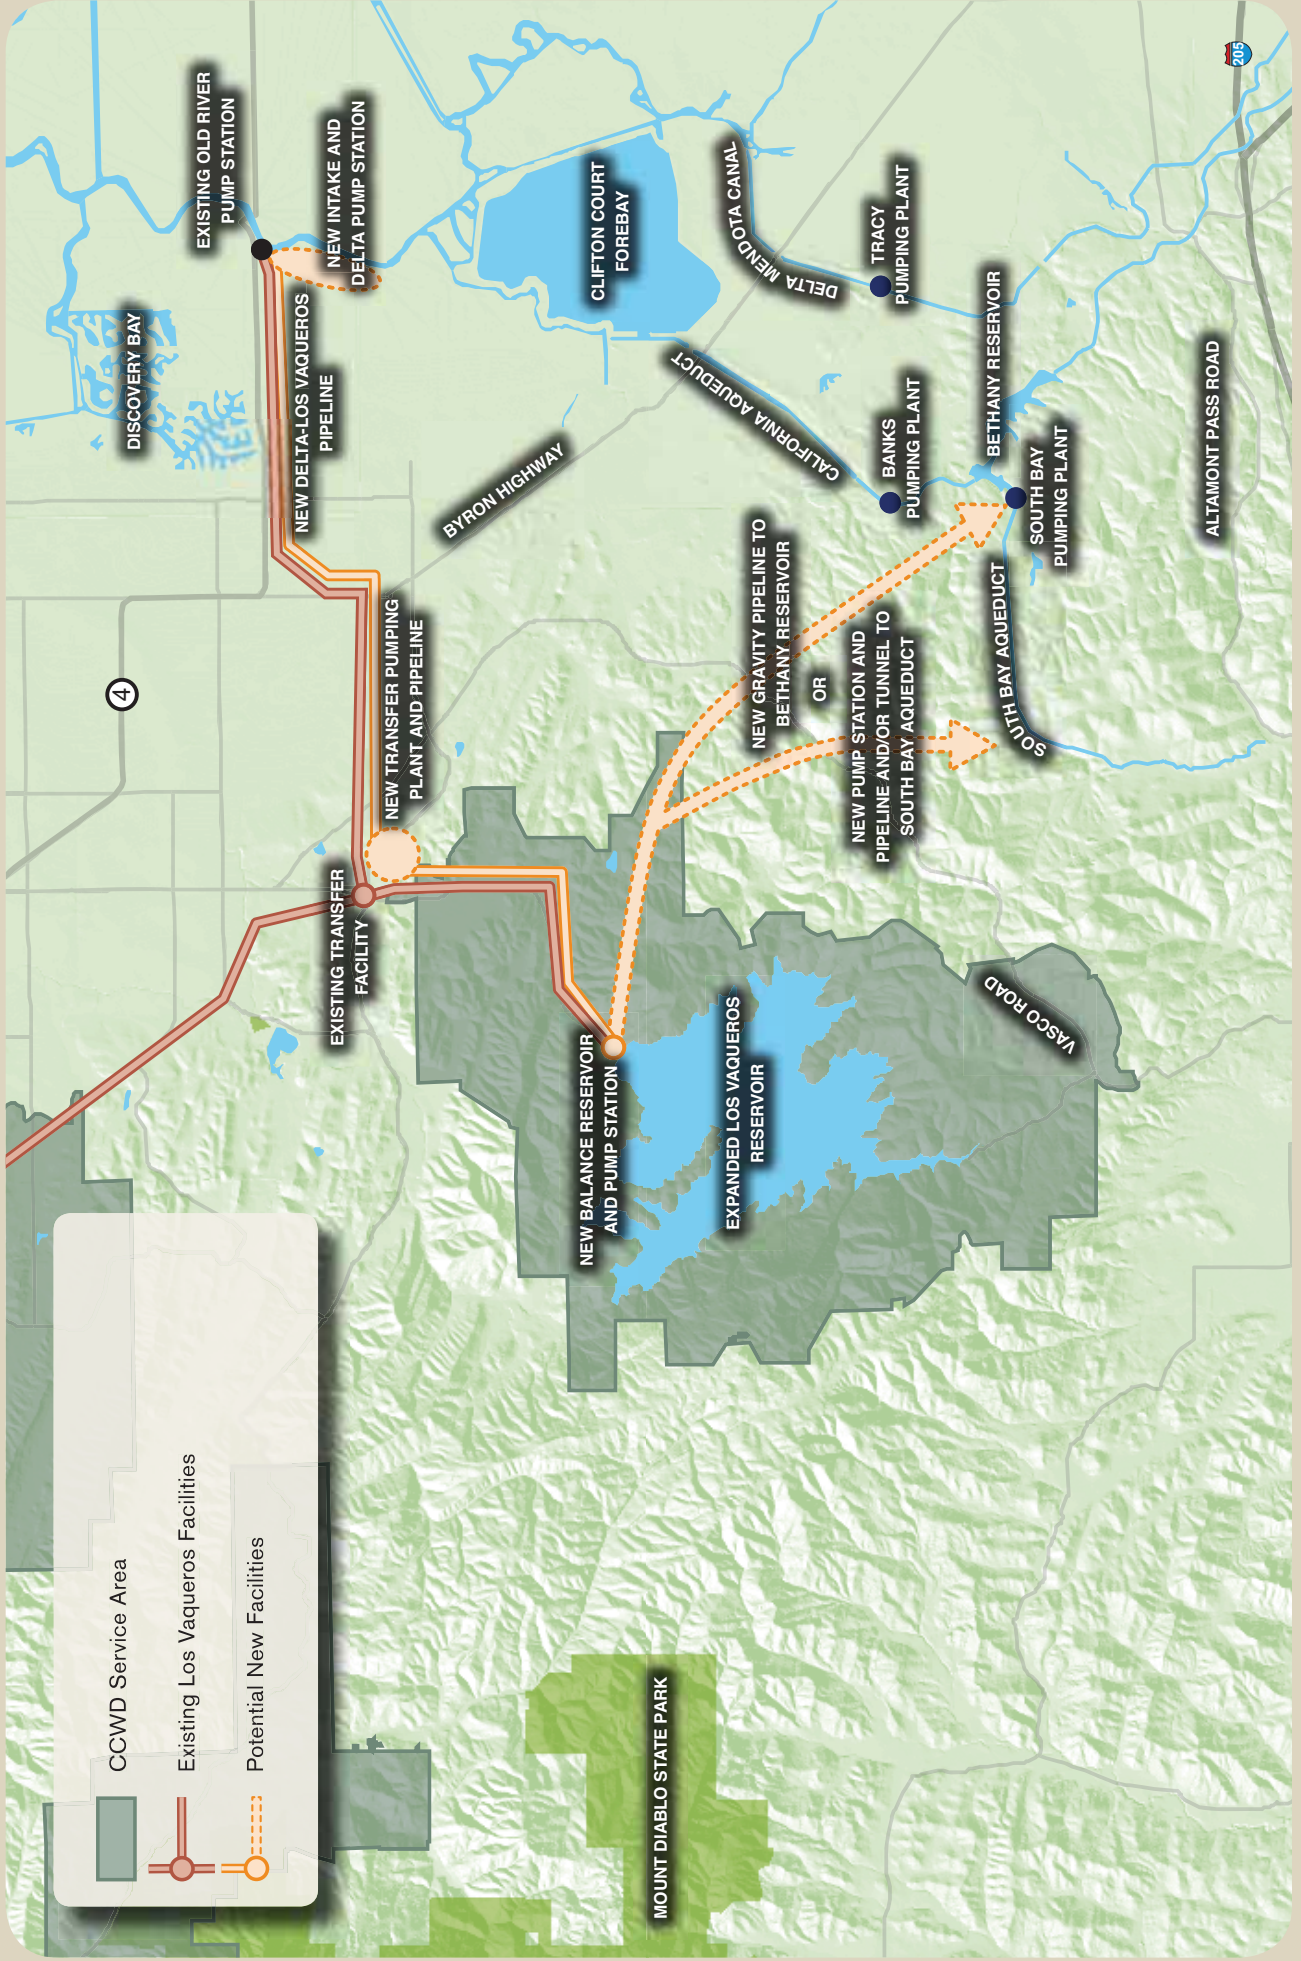 CCWD Service Area
Existing Los Vaqueros Facilities
Potential New Facilities
4
DISCOVERY BAY
EXISTING OLD RIVER
PUMP STATION
NEW INTAKE AND
DELTA PUMP STATION
NEW DELTA-LOS VAQUEROS
PIPELINE
EXISTING TRANSFER
FACILITY
NEW TRANSFER PUMPING
PLANT AND PIPELINE
BYRON HIGHWAY
CLIFTON COURT
FOREBAY
NEW BALANCE RESERVOIR
AND PUMP STATION
MOUNT DIABLO STATE PARK
EXPANDED LOS VAQUEROS
RESERVOIR
CALIFORNIA AQUEDUCT
DELTA MENDOTA CANAL
NEW GRAVITY PIPELINE TO
BETHANY RESERVOIR
OR
NEW PUMP STATION AND
PIPELINE AND/OR TUNNEL TO
SOUTH BAY AQUEDUCT
TRACY
PUMPING PLANT
BANKS
PUMPING PLANT
BETHANY RESERVOIR
SOUTH BAY AQUEDUCT
SOUTH BAY
PUMPING PLANT
VASCO ROAD
ALTAMONT PASS ROAD
205